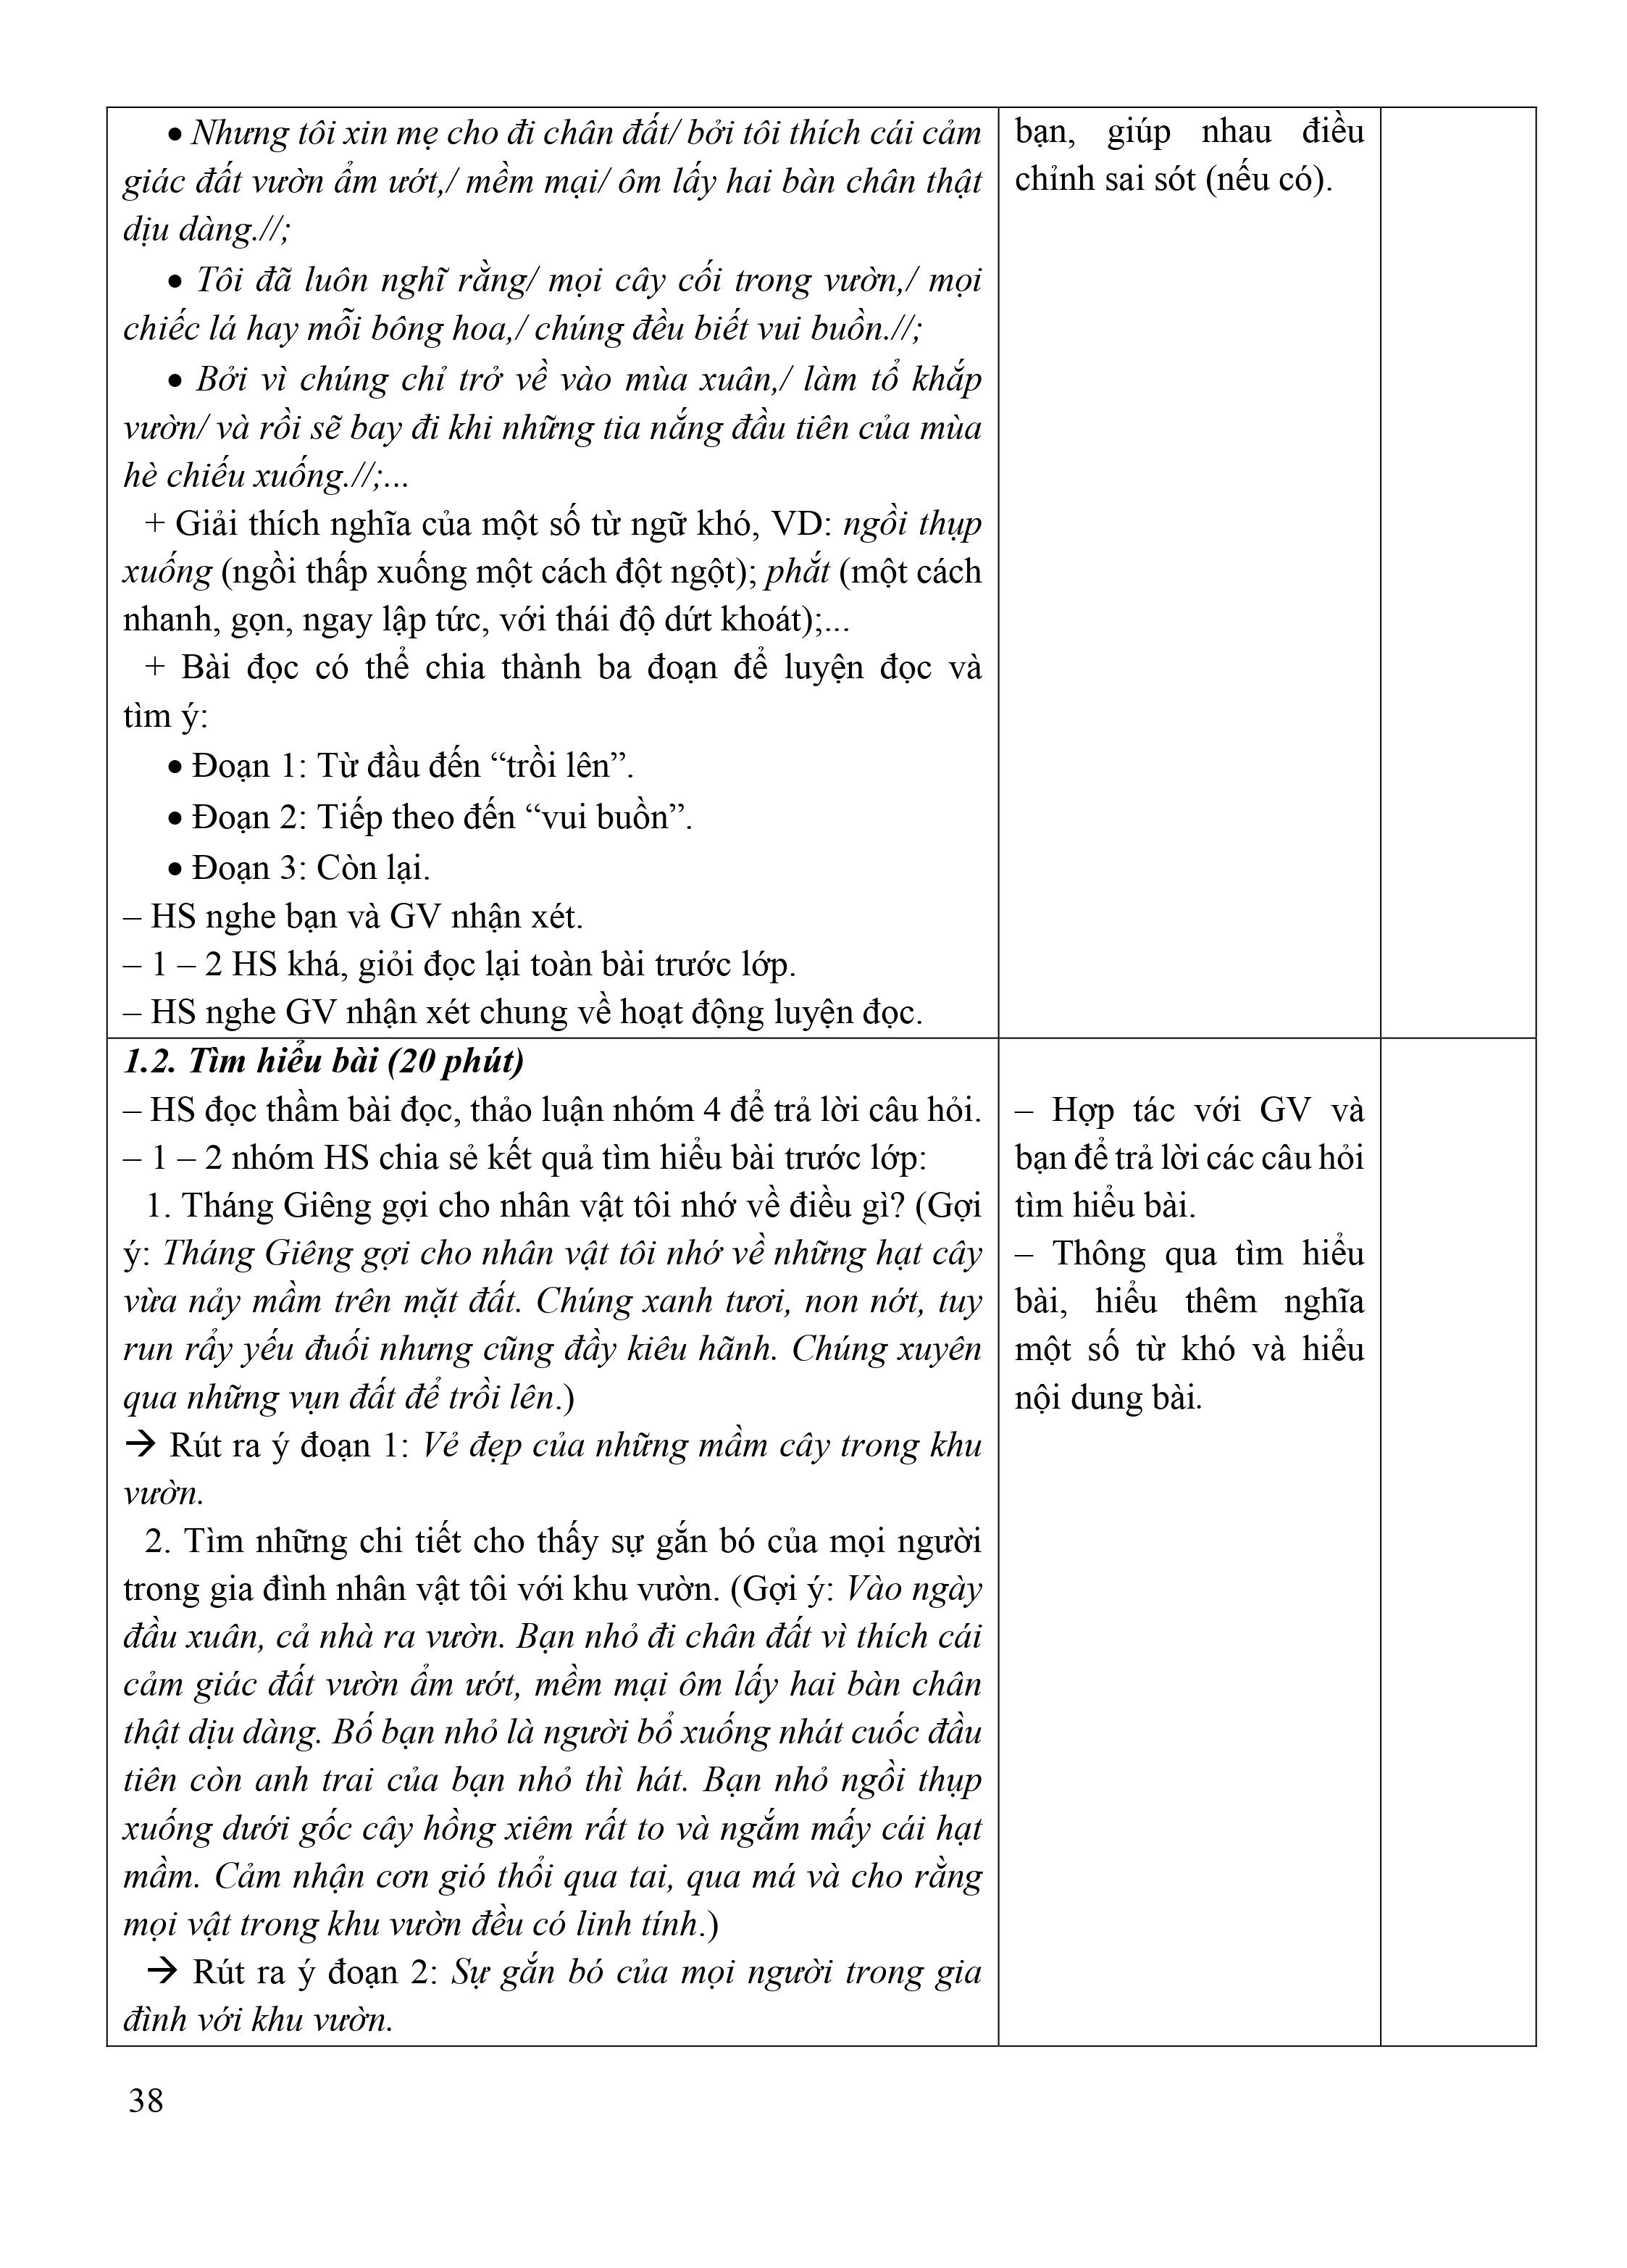 • Nhưng tôi xin mẹ cho đi chân đất/ bởi tôi thích cái cảm
giác đất vườn ẩm ướt,/ mềm mại/ ôm lấy hai bàn chân thật
dịu dàng.//;
• Tôi đã luôn nghĩ rằng/ mọi cây cối trong vườn,/ mọi
chiếc lá hay mỗi bông hoa,/ chúng đều biết vui buồn.//;
• Bởi vì chúng chỉ trở về vào mùa xuân,/ làm tổ khắp
vườn/ và rồi sẽ bay đi khi những tia nắng đầu tiên của mùa
hè chiếu xuống.//;...
+ Giải thích nghĩa của một số từ ngữ khó, VD: ngồi thụp
xuống (ngồi thấp xuống một cách đột ngột); phắt (một cách
nhanh, gọn, ngay lập tức, với thái độ dứt khoát);...
+ Bài đọc có thể chia thành ba đoạn để luyện đọc và
tìm ý:
• Đoạn 1: Từ đầu đến “trồi lên”.
• Đoạn 2: Tiếp theo đến “vui buồn”.
• Đoạn 3: Còn lại.
– HS nghe bạn và GV nhận xét.
– 1 – 2 HS khá, giỏi đọc lại toàn bài trước lớp.
– HS nghe GV nhận xét chung về hoạt động luyện đọc.
bạn, giúp nhau điều
chỉnh sai sót (nếu có).
1.2. Tìm hiểu bài (20 phút)
– HS đọc thầm bài đọc, thảo luận nhóm 4 để trả lời câu hỏi.
– 1 – 2 nhóm HS chia sẻ kết quả tìm hiểu bài trước lớp:
1. Tháng Giêng gợi cho nhân vật tôi nhớ về điều gì? (Gợi
ý: Tháng Giêng gợi cho nhân vật tôi nhớ về những hạt cây
vừa nảy mầm trên mặt đất. Chúng xanh tươi, non nớt, tuy
run rẩy yếu đuối nhưng cũng đầy kiêu hãnh. Chúng xuyên
qua những vụn đất để trồi lên.)
→ Rút ra ý đoạn 1: Vẻ đẹp của những mầm cây trong khu
vườn.
2. Tìm những chi tiết cho thấy sự gắn bó của mọi người
trong gia đình nhân vật tôi với khu vườn. (Gợi ý: Vào ngày
đầu xuân, cả nhà ra vườn. Bạn nhỏ đi chân đất vì thích cái
cảm giác đất vườn ẩm ướt, mềm mại ôm lấy hai bàn chân
thật dịu dàng. Bố bạn nhỏ là người bổ xuống nhát cuốc đầu
tiên còn anh trai của bạn nhỏ thì hát. Bạn nhỏ ngồi thụp
xuống dưới gốc cây hồng xiêm rất to và ngắm mấy cái hạt
mầm. Cảm nhận cơn gió thổi qua tai, qua má và cho rằng
mọi vật trong khu vườn đều có linh tính.)
→ Rút ra ý đoạn 2: Sự gắn bó của mọi người trong gia
đình với khu vườn.
– Hợp tác với GV và
bạn để trả lời các câu hỏi
tìm hiểu bài.
– Thông qua tìm hiểu
bài, hiểu thêm nghĩa
một số từ khó và hiểu
nội dung bài.
38